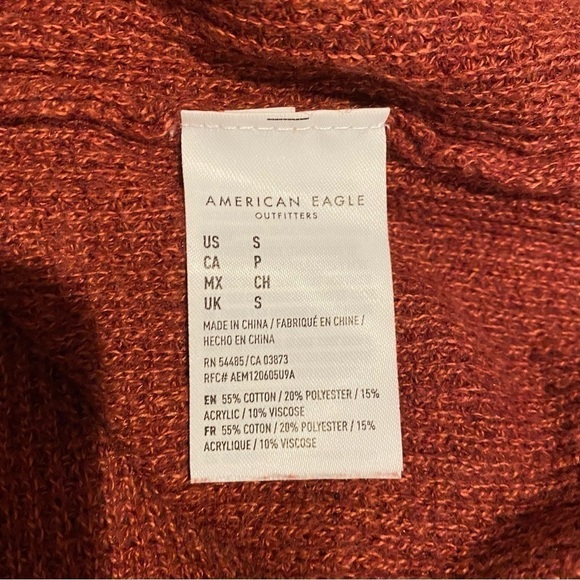 AMERICAN EAGLE
OUTFITTERS
US S
CA P
MX CH
UK S
MADE IN CHINA / FABRIQUÉ EN CHINE /
HECHO EN CHINA
RN 54485/CA 03873
RFC# AEM120605U9A
EN 55% COTTON / 20% POLYESTER / 15%
ACRYLIC / 10% VISCOSE
FR 55% COTON / 20% POLYESTER / 15%
ACRYLIQUE / 10% VISCOSE